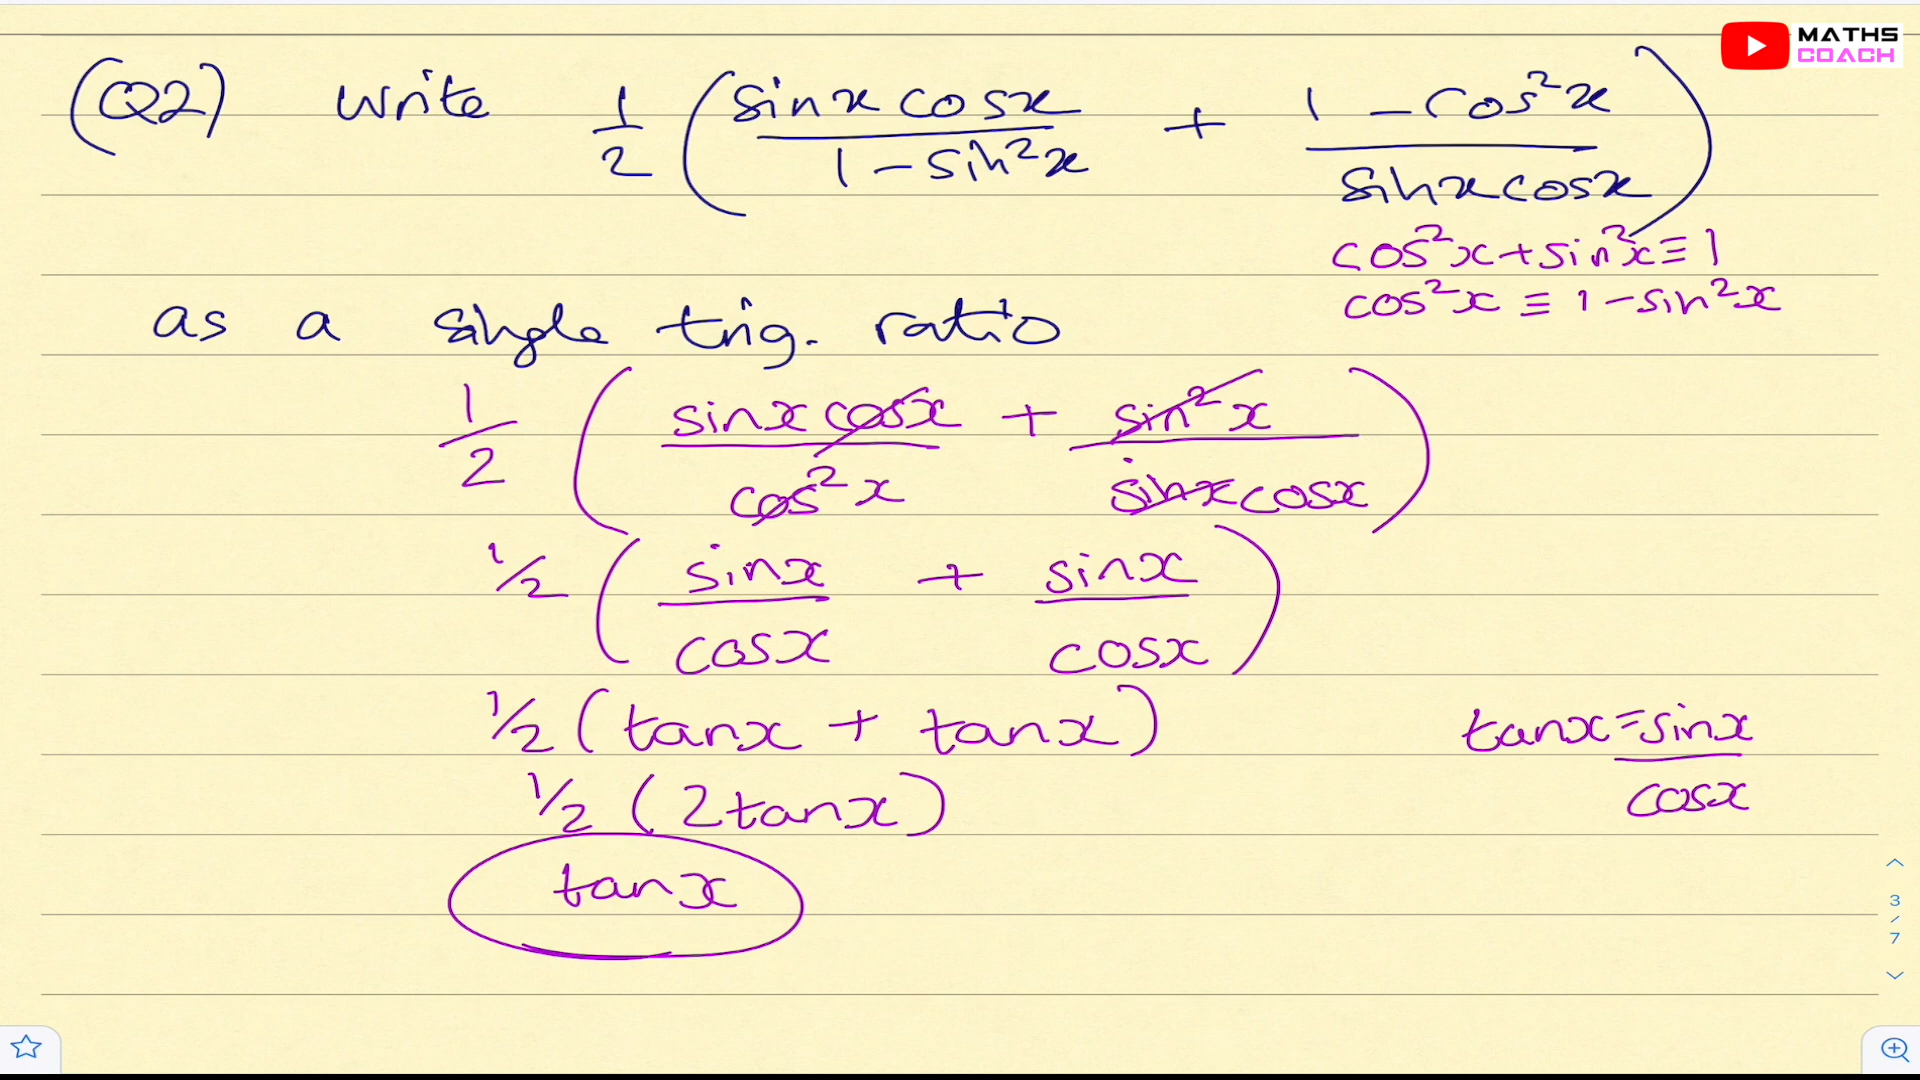 MATHS
COACH
(Q2) write 1/2 ( sinx cosx / 1 - sin²x + 1 - cos²x / sinx cosx )
cos²x + sin²x ≡ 1
cos²x ≡ 1 - sin²x
as a single trig. ratio
1/2 ( sinx cosx / cos²x + sin²x / sinx cosx )
1/2 ( sinx / cosx + sinx / cosx )
1/2 ( tanx + tanx )
tanx = sinx / cosx
1/2 ( 2tanx )
tanx
3 / 7